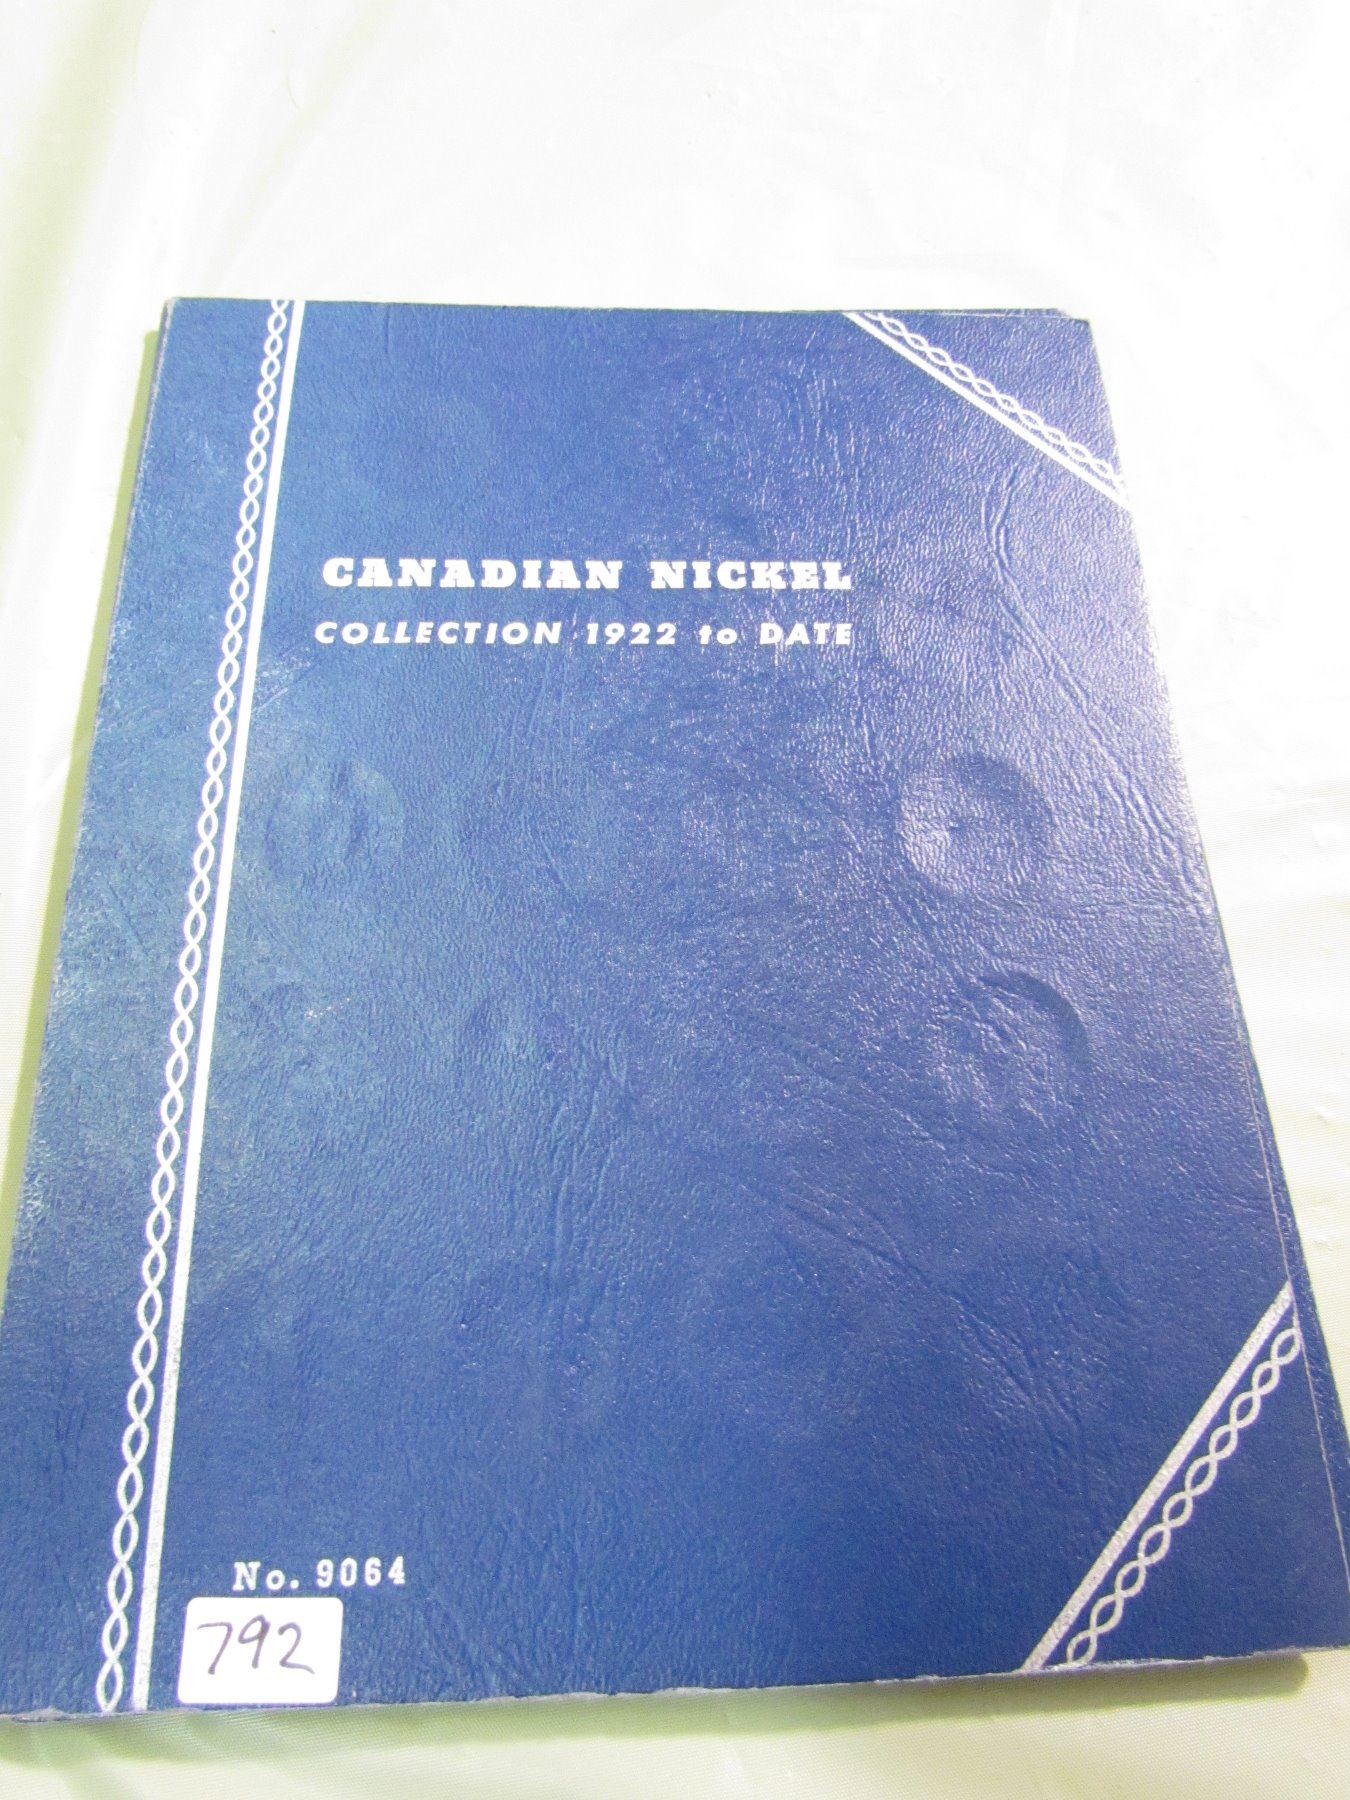 CANADIAN NICKEL
COLLECTION 1922 to DATE
No. 9064
792